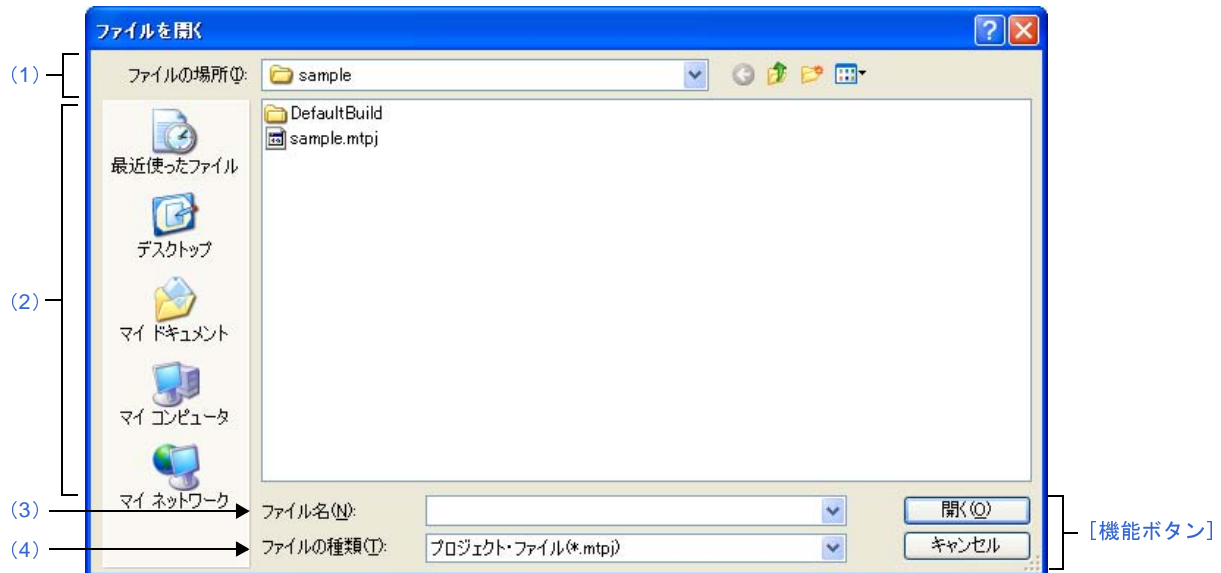 ファイルを開く
(1)
ファイルの場所(I):
sample
(2)
最近使ったファイル
デスクトップ
マイ ドキュメント
マイ コンピュータ
マイ ネットワーク
DefaultBuild
sample.mtpj
(3)
ファイル名(N):
開く(O)
(4)
ファイルの種類(T):
プロジェクト・ファイル(*.mtpj)
キャンセル
[機能ボタン]